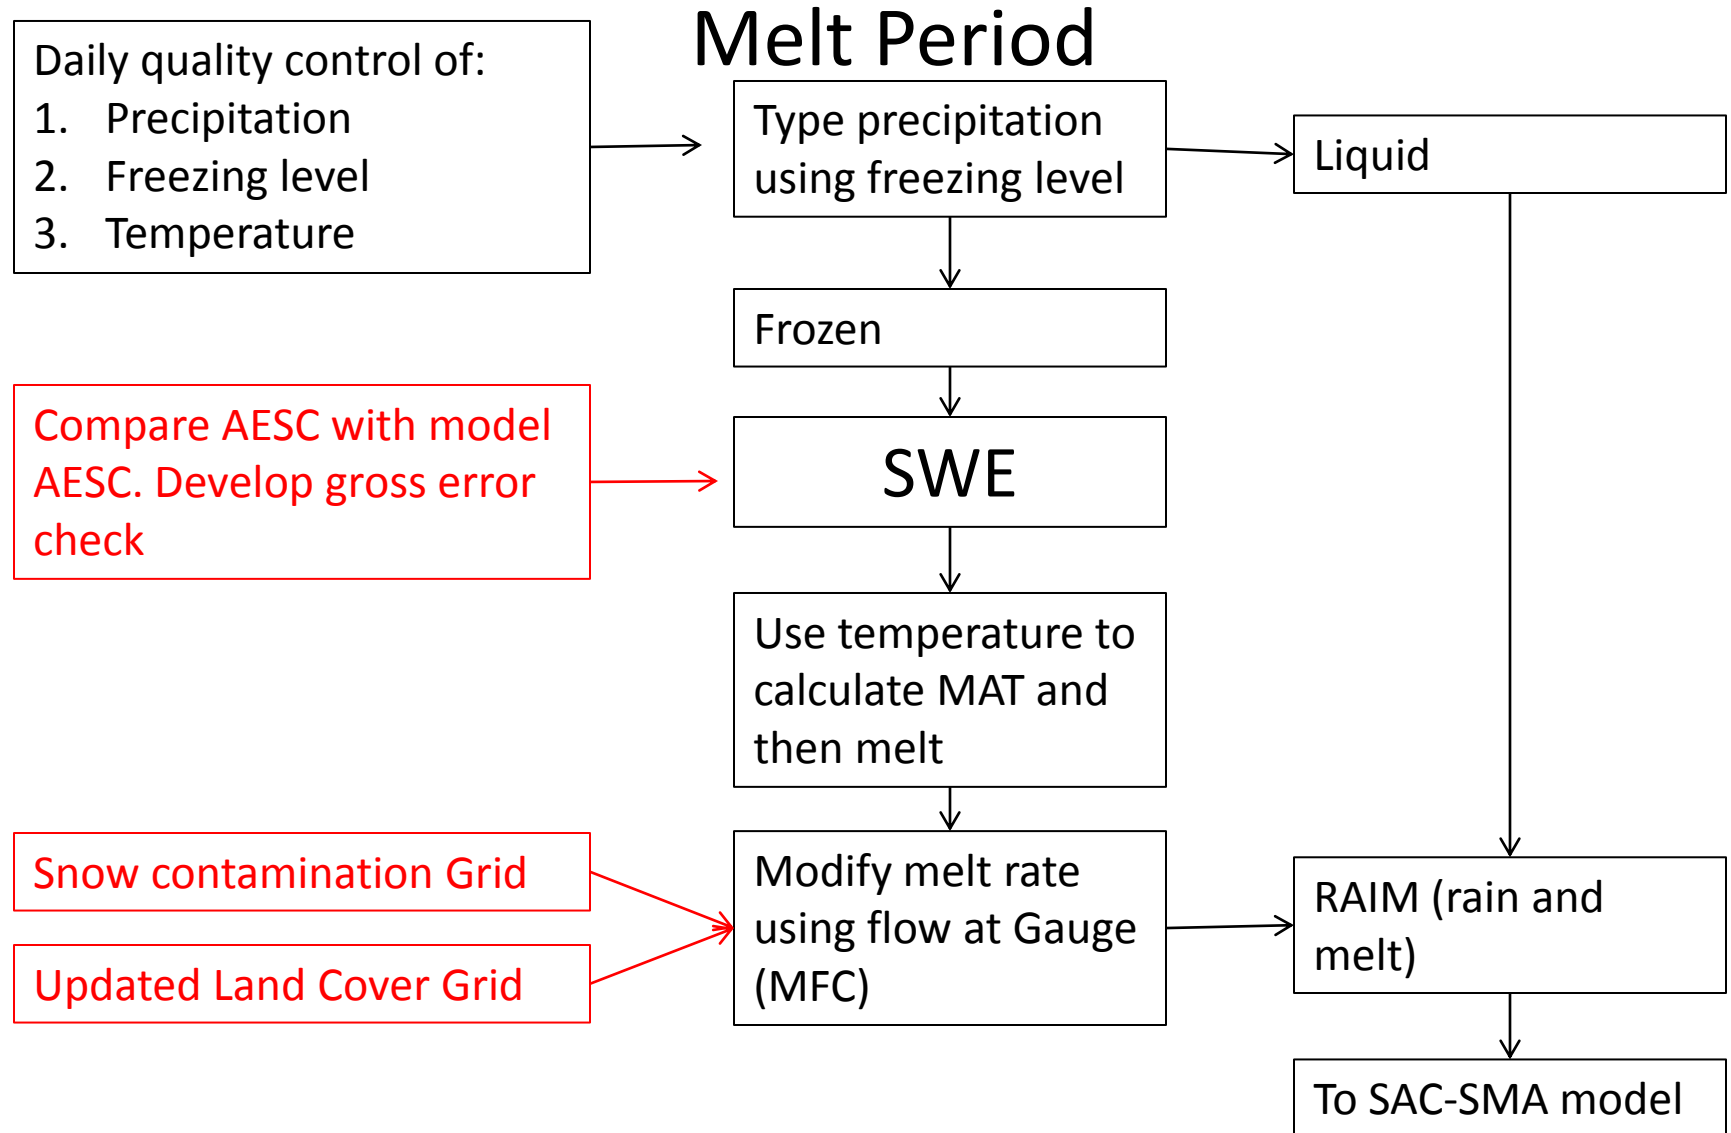 Melt Period
Daily quality control of:
1. Precipitation
2. Freezing level
3. Temperature
Type precipitation
using freezing level
Liquid
Frozen
Compare AESC with model
AESC. Develop gross error
check
SWE
Use temperature to
calculate MAT and
then melt
Snow contamination Grid
Updated Land Cover Grid
Modify melt rate
using flow at Gauge
(MFC)
RAIM (rain and
melt)
To SAC-SMA model